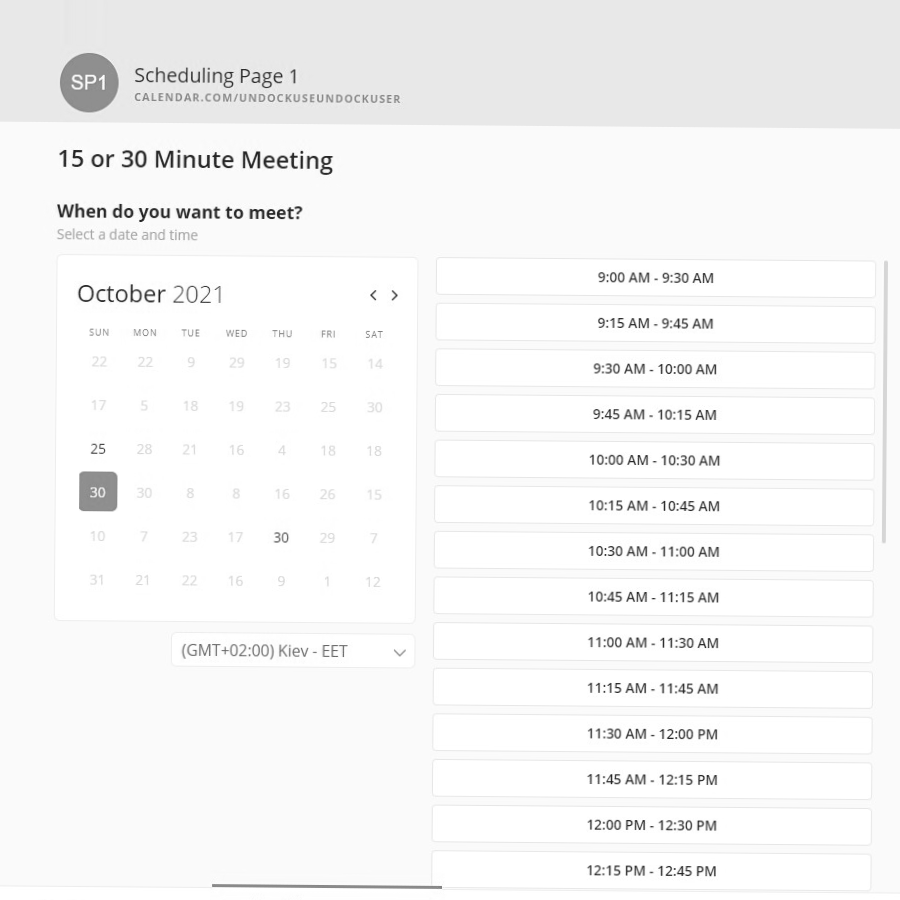 SP1
Scheduling Page 1
CALENDAR.COM/UNDOCKUSEUNDOCKUSER
15 or 30 Minute Meeting
When do you want to meet?
Select a date and time
October 2021
SUN MON TUE WED THU FRI SAT
22 22 9 29 19 15 14
17 5 18 19 23 25 30
25 28 21 16 4 18 18
30 30 8 8 16 26 15
10 7 23 17 30 29 7
31 21 22 16 9 1 12
(GMT+02:00) Kiev - EET
9:00 AM - 9:30 AM
9:15 AM - 9:45 AM
9:30 AM - 10:00 AM
9:45 AM - 10:15 AM
10:00 AM - 10:30 AM
10:15 AM - 10:45 AM
10:30 AM - 11:00 AM
10:45 AM - 11:15 AM
11:00 AM - 11:30 AM
11:15 AM - 11:45 AM
11:30 AM - 12:00 PM
11:45 AM - 12:15 PM
12:00 PM - 12:30 PM
12:15 PM - 12:45 PM